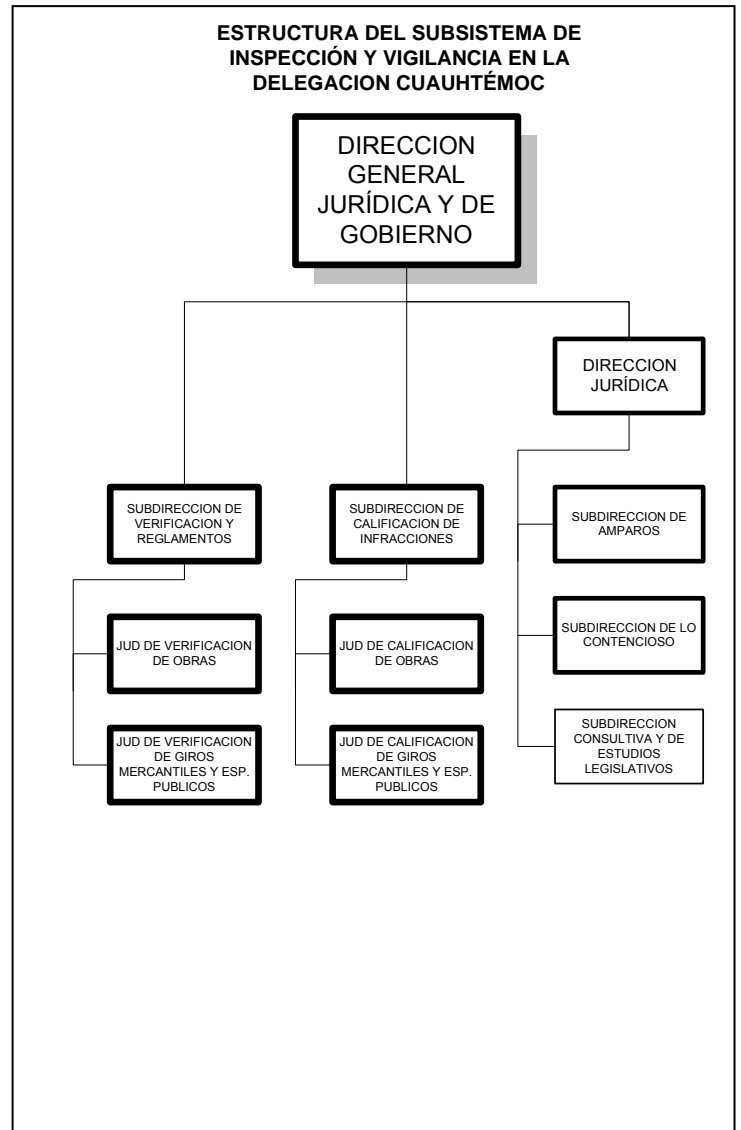 ESTRUCTURA DEL SUBSISTEMA DE
INSPECCIÓN Y VIGILANCIA EN LA
DELEGACION CUAUHTÉMOC
DIRECCION
GENERAL
JURÍDICA Y DE
GOBIERNO
DIRECCION
JURÍDICA
SUBDIRECCION DE
VERIFICACION Y
REGLAMENTOS
SUBDIRECCION DE
CALIFICACION DE
INFRACCIONES
SUBDIRECCION DE
AMPAROS
JUD DE VERIFICACION
DE OBRAS
JUD DE CALIFICACION
DE OBRAS
SUBDIRECCION DE LO
CONTENCIOSO
JUD DE VERIFICACION
DE GIROS
MERCANTILES Y ESP.
PUBLICOS
JUD DE CALIFICACION
DE GIROS
MERCANTILES Y ESP.
PUBLICOS
SUBDIRECCION
CONSULTIVA Y DE
ESTUDIOS
LEGISLATIVOS